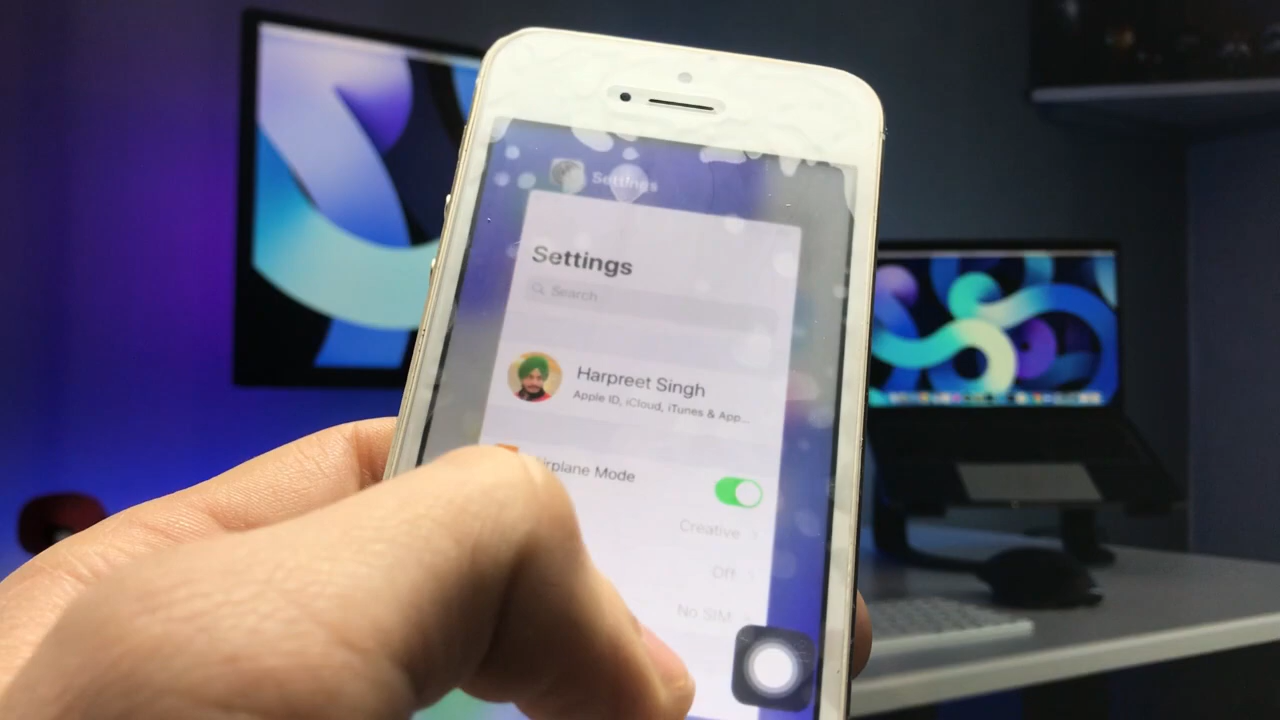 Settings
Settings
Search
Harpreet Singh
Apple ID, iCloud, iTunes & App...
irplane Mode
Creative
Off
No SIM